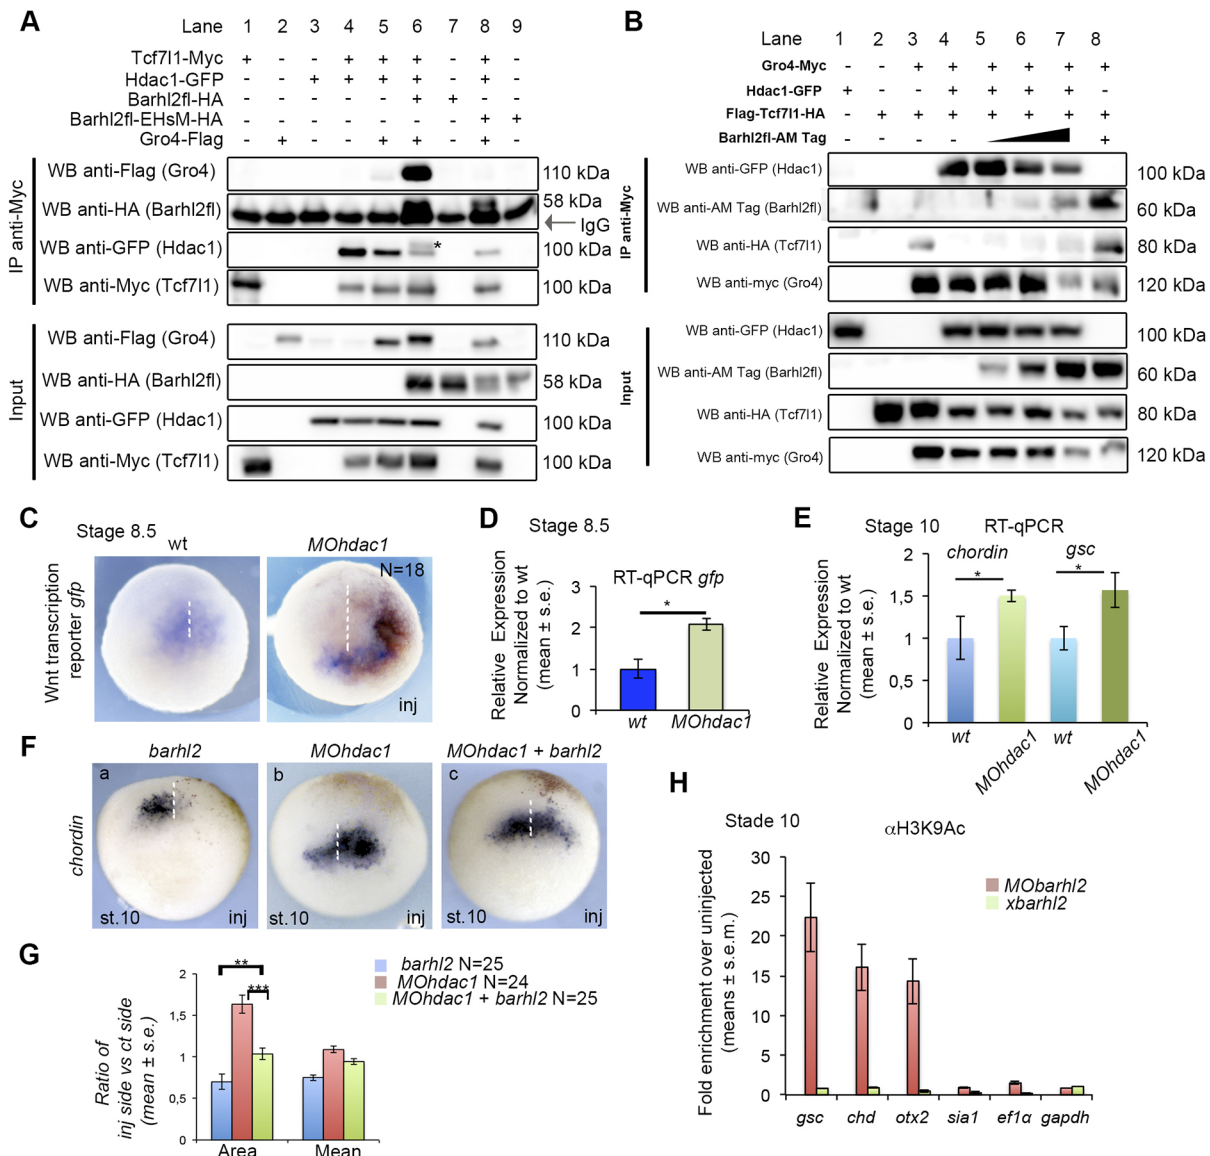 A
Lane 1 2 3 4 5 6 7 8 9
Tcf7l1-Myc + - - + + + - + -
Hdac1-GFP - - + + + + - + -
Barhl2fl-HA - - - - - + + - -
Barhl2fl-EHsM-HA - - - - - - - + +
Gro4-Flag - + - - + + - + -
IP anti-Myc
WB anti-Flag (Gro4) 110 kDa
WB anti-HA (Barhl2fl) 58 kDa
IgG
WB anti-GFP (Hdac1) * 100 kDa
WB anti-Myc (Tcf7l1) 100 kDa
Input
WB anti-Flag (Gro4) 110 kDa
WB anti-HA (Barhl2fl) 58 kDa
WB anti-GFP (Hdac1) 100 kDa
WB anti-Myc (Tcf7l1) 100 kDa
B
Lane 1 2 3 4 5 6 7 8
Gro4-Myc - - + + + + + +
Hdac1-GFP + - - + + + + -
Flag-Tcf7l1-HA - + + + + + + +
Barhl2fl-AM Tag - - - - +
IP anti-Myc
WB anti-GFP (Hdac1) 100 kDa
WB anti-AM Tag (Barhl2fl) 60 kDa
WB anti-HA (Tcf7l1) 80 kDa
WB anti-myc (Gro4) 120 kDa
Input
WB anti-GFP (Hdac1) 100 kDa
WB anti-AM Tag (Barhl2fl) 60 kDa
WB anti-HA (Tcf7l1) 80 kDa
WB anti-myc (Gro4) 120 kDa
C
Stage 8.5
wt MOhdac1
N=18
Wnt transcription
reporter gfp
inj
D
Stage 8.5
RT-qPCR gfp
Relative Expression
Normalized to wt
(mean ± s.e.)
3
2
1
0
*
wt MOhdac1
E
Stage 10 RT-qPCR
chordin gsc
Relative Expression
Normalized to wt
(mean ± s.e.)
2
1,5
1
0,5
0
* *
wt MOhdac1 wt MOhdac1
F
barhl2 MOhdac1 MOhdac1 + barhl2
a b c
chordin
st.10 inj st.10 inj st.10 inj
G
barhl2 N=25
MOhdac1 N=24
MOhdac1 + barhl2 N=25
Ratio of
inj side vs ct side
(mean ± s.e.)
2
1,5
1
0,5
0
**
***
Area Mean
H
Stade 10 αH3K9Ac
MObarhl2
xbarhl2
Fold enrichment over uninjected
(means ± s.e.m.)
30
25
20
15
10
5
0
gsc chd otx2 sia1 ef1α gapdh